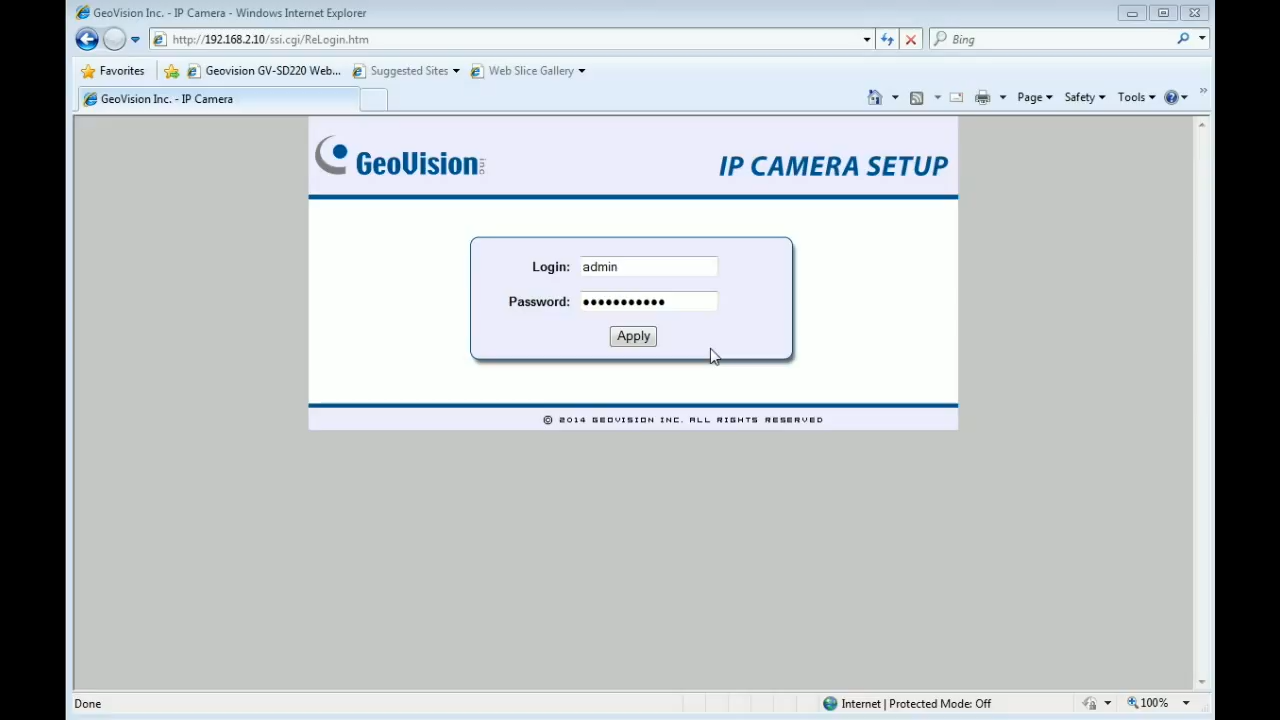 GeoVision Inc. - IP Camera - Windows Internet Explorer
http://192.168.2.10/ssi.cgi/ReLogin.htm
Bing
Favorites
Geovision GV-SD220 Web...
Suggested Sites
Web Slice Gallery
GeoVision Inc. - IP Camera
Page
Safety
Tools
GeoVision
IP CAMERA SETUP
Login: admin
Password: •••••••••••
Apply
© 2014 GEOVISION INC. ALL RIGHTS RESERVED
Done
Internet | Protected Mode: Off
100%